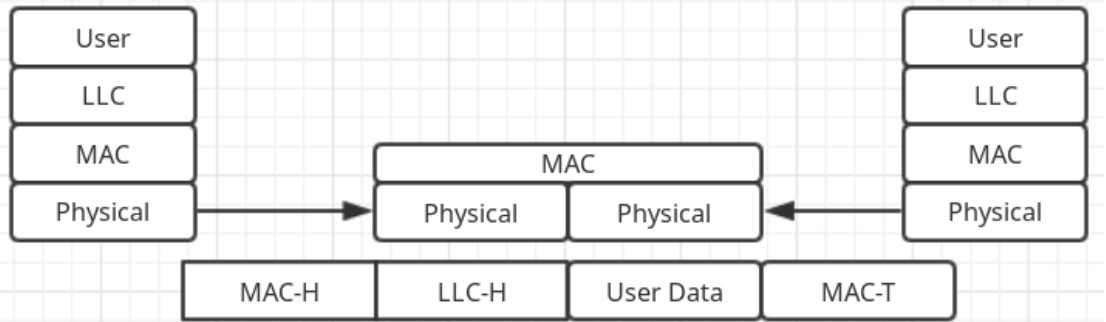 User
LLC
MAC
Physical
MAC
Physical Physical
User
LLC
MAC
Physical
MAC-H LLC-H User Data MAC-T